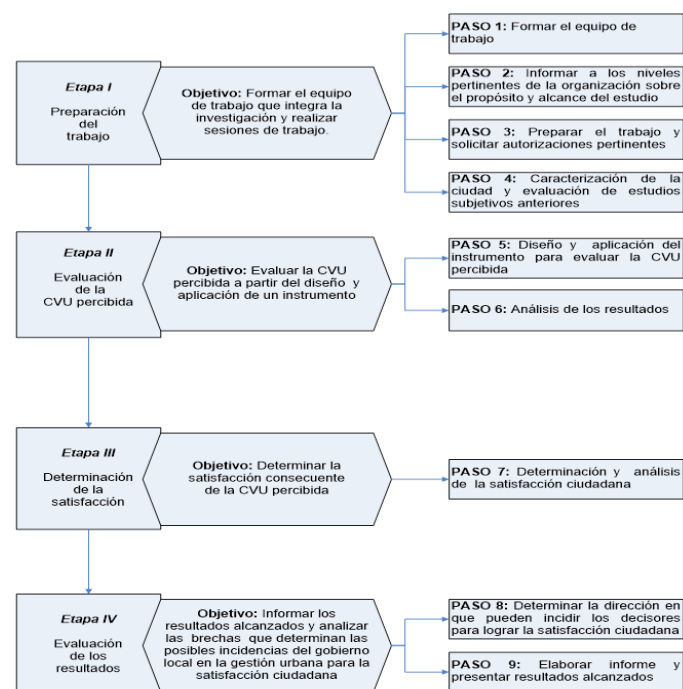 Etapa I
Preparación
del
trabajo
Objetivo: Formar el equipo
de trabajo que integra la
investigación y realizar
sesiones de trabajo.
PASO 1: Formar el equipo de
trabajo
PASO 2: Informar a los niveles
pertinentes de la organización sobre
el propósito y alcance del estudio
PASO 3: Preparar el trabajo y
solicitar autorizaciones pertinentes
PASO 4: Caracterización de la
ciudad y evaluación de estudios
subjetivos anteriores
Etapa II
Evaluación
de la
CVU percibida
Objetivo: Evaluar la CVU
percibida a partir del diseño y
aplicación de un instrumento
PASO 5: Diseño y aplicación del
instrumento para evaluar la CVU
percibida
PASO 6: Análisis de los resultados
Etapa III
Determinación
de la
satisfacción
Objetivo: Determinar la
satisfacción consecuente
de la CVU percibida
PASO 7: Determinación y análisis
de la satisfacción ciudadana
Etapa IV
Evaluación
de los
resultados
Objetivo: Informar los
resultados alcanzados y analizar
las brechas que determinan las
posibles incidencias del gobierno
local en la gestión urbana para la
satisfacción ciudadana
PASO 8: Determinar la dirección en
que pueden incidir los decisores
para lograr la satisfacción ciudadana
PASO 9: Elaborar informe y
presentar resultados alcanzados